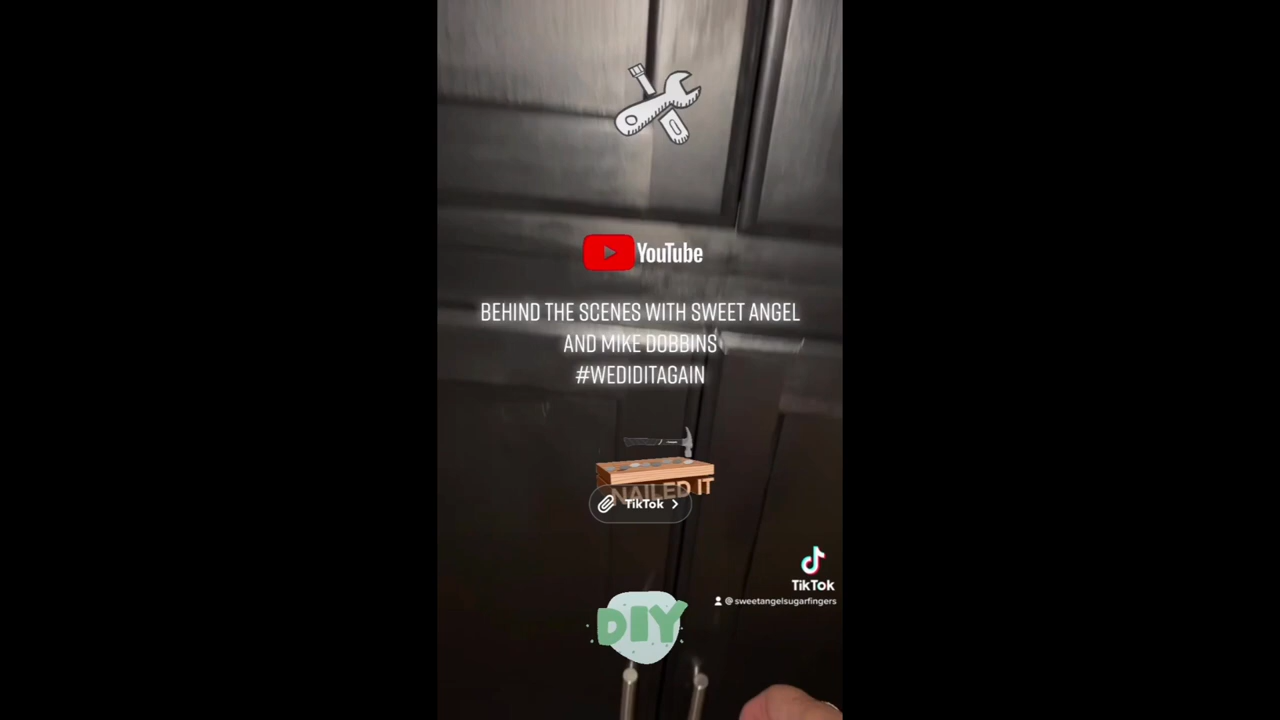 YouTube
BEHIND THE SCENES WITH SWEET ANGEL
AND MIKE DOBBINS
#WEDIDITAGAIN
NAILED IT
TikTok >
TikTok
@sweetangelsugarfingers
DIY